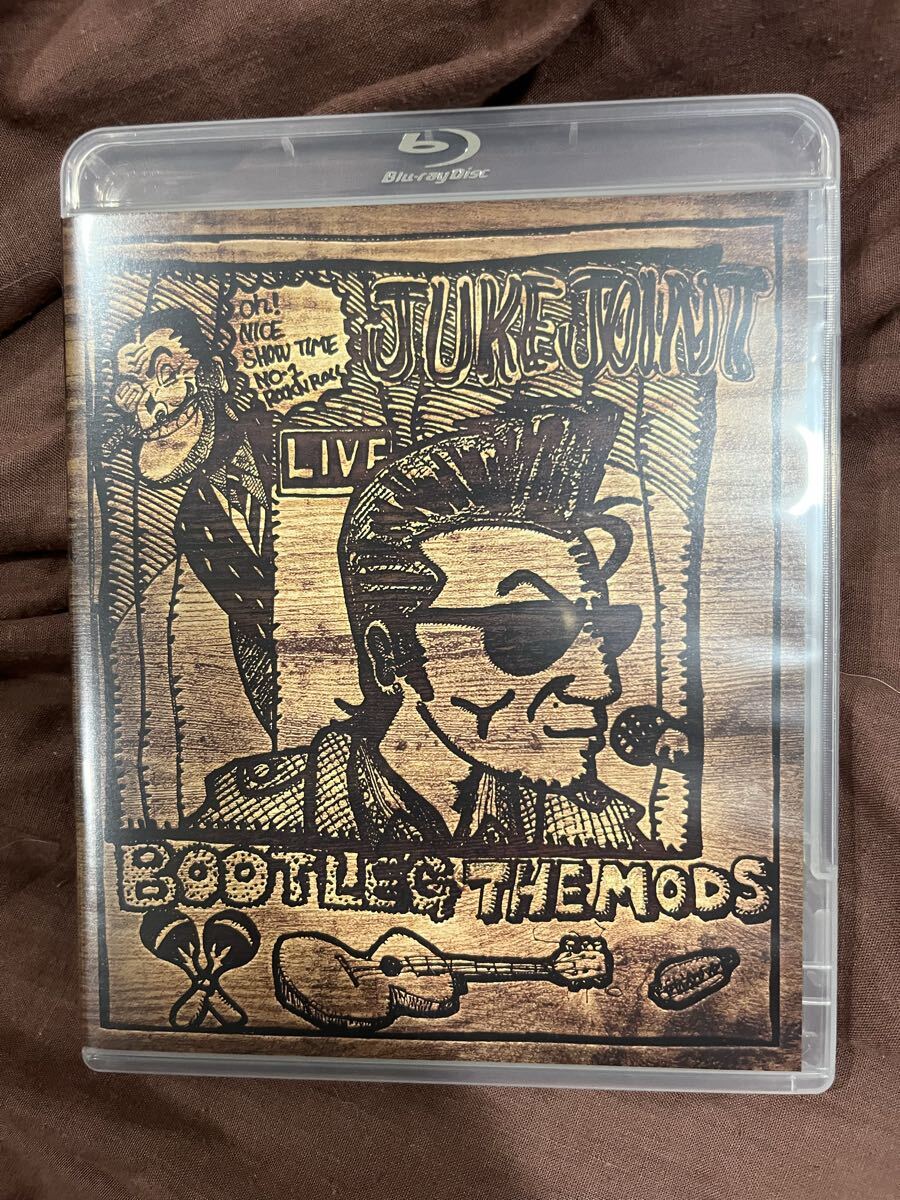 Blu-ray Disc
JUKE JOINT
oh!
NICE
SHOW TIME
NO.1
Rock'n Roll
LIVE
BOOTLEG THE MODS